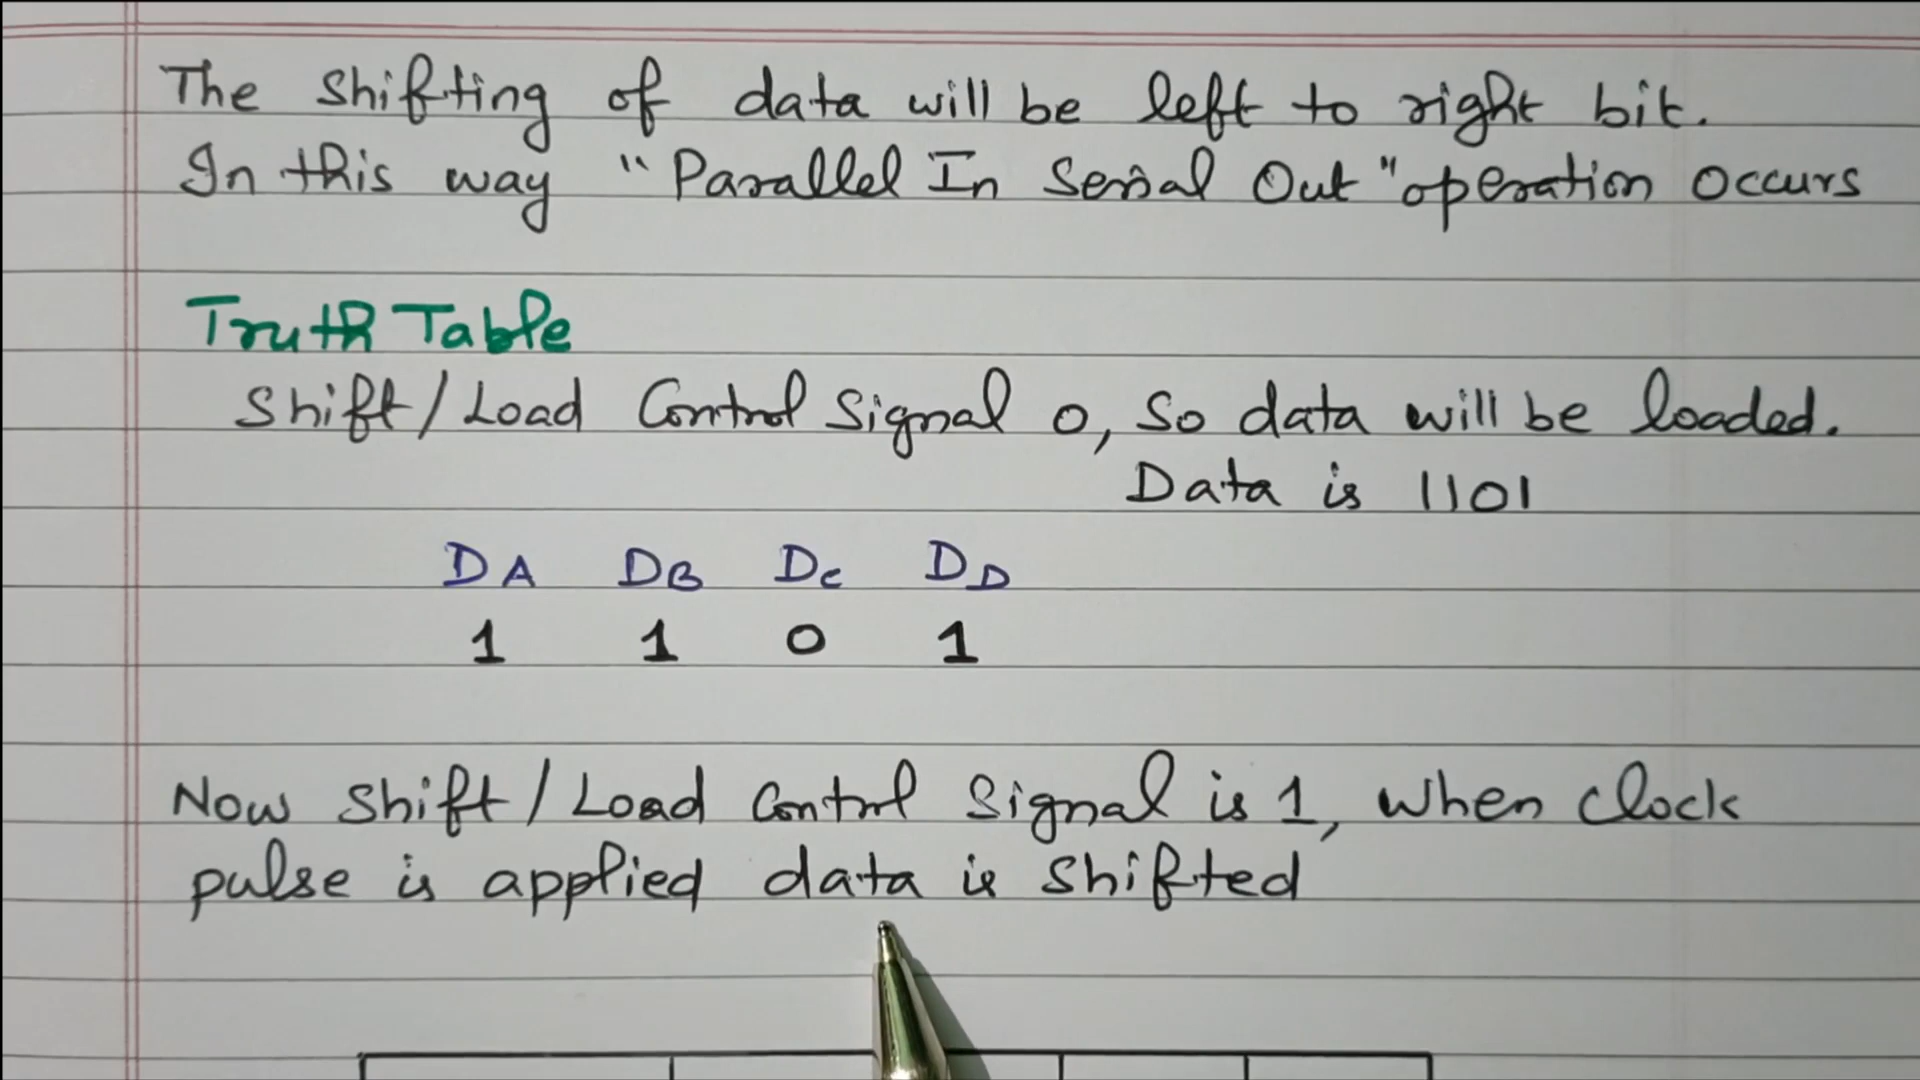 The shifting of data will be left to right bit.
In this way "Parallel In Serial Out" operation occurs
Truth Table
Shift/Load Control Signal 0, So data will be loaded.
Data is 1101
DA DB DC DD
1 1 0 1
Now Shift/Load Control Signal is 1, when clock
pulse is applied data is shifted